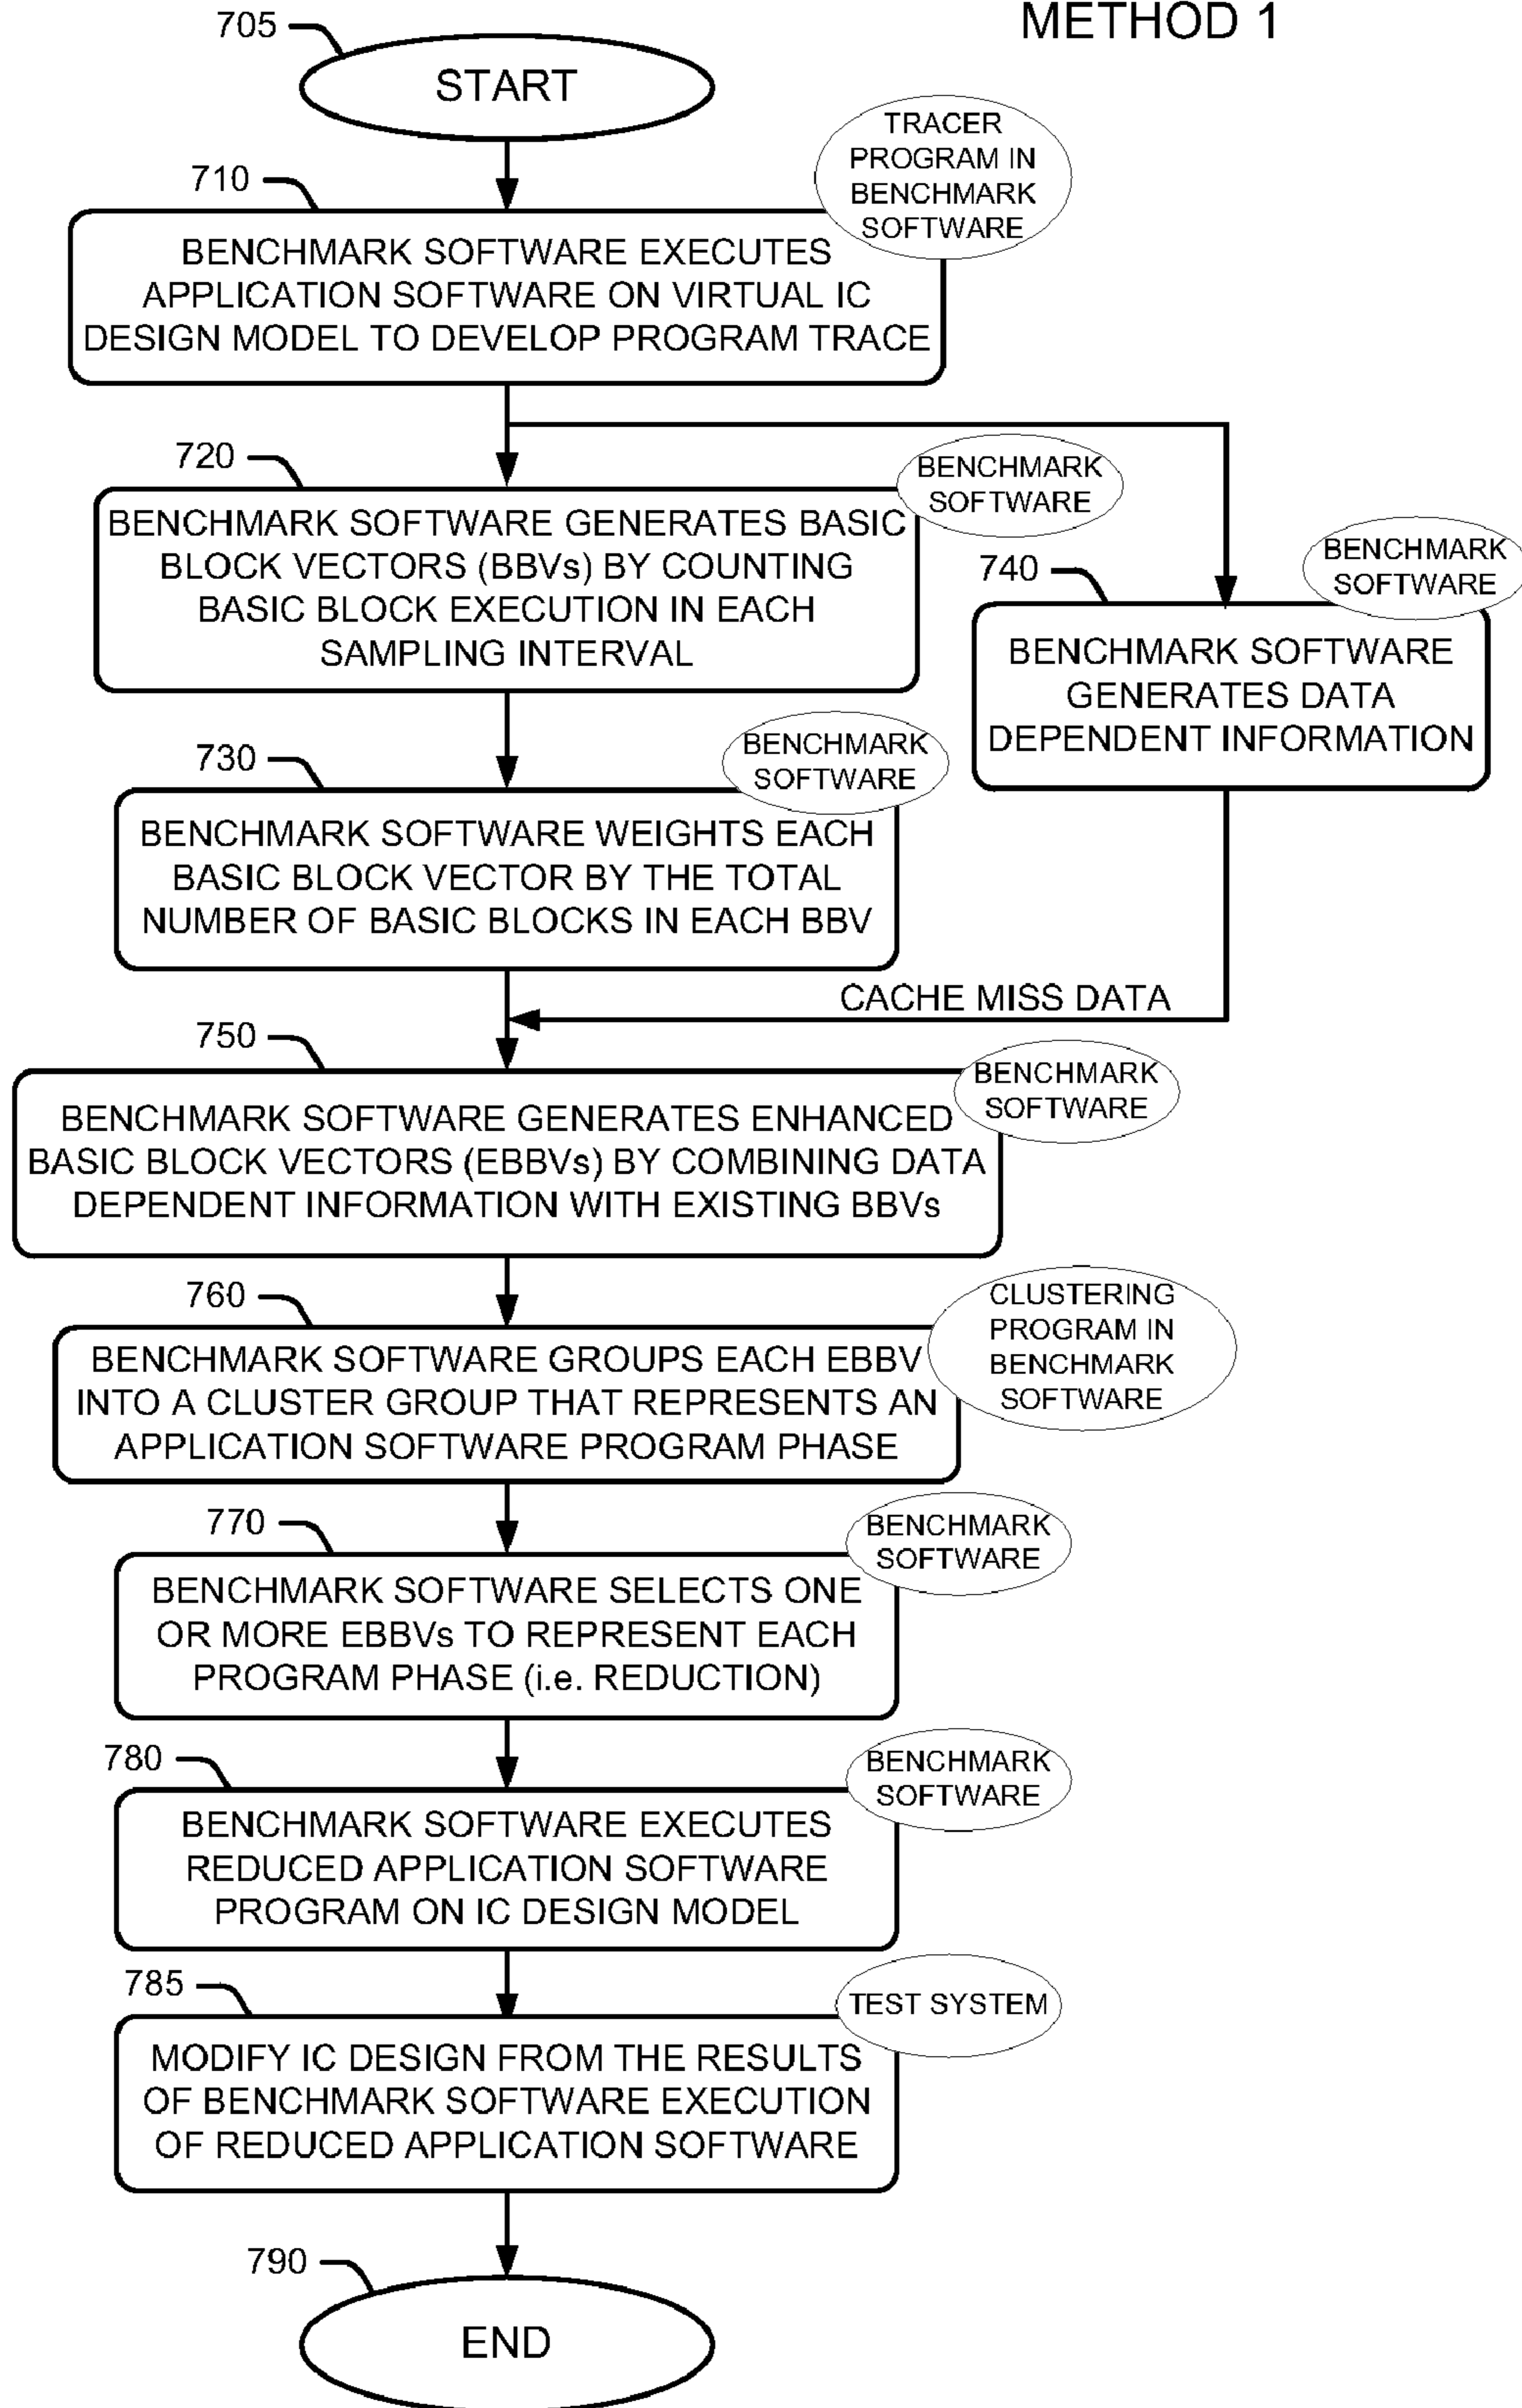 METHOD 1
705
START
TRACER
PROGRAM IN
BENCHMARK
SOFTWARE
710
BENCHMARK SOFTWARE EXECUTES
APPLICATION SOFTWARE ON VIRTUAL IC
DESIGN MODEL TO DEVELOP PROGRAM TRACE
720
BENCHMARK
SOFTWARE
BENCHMARK SOFTWARE GENERATES BASIC
BLOCK VECTORS (BBVs) BY COUNTING
BASIC BLOCK EXECUTION IN EACH
SAMPLING INTERVAL
740
BENCHMARK
SOFTWARE
BENCHMARK SOFTWARE
GENERATES DATA
DEPENDENT INFORMATION
730
BENCHMARK
SOFTWARE
BENCHMARK SOFTWARE WEIGHTS EACH
BASIC BLOCK VECTOR BY THE TOTAL
NUMBER OF BASIC BLOCKS IN EACH BBV
CACHE MISS DATA
750
BENCHMARK
SOFTWARE
BENCHMARK SOFTWARE GENERATES ENHANCED
BASIC BLOCK VECTORS (EBBVs) BY COMBINING DATA
DEPENDENT INFORMATION WITH EXISTING BBVs
760
CLUSTERING
PROGRAM IN
BENCHMARK
SOFTWARE
BENCHMARK SOFTWARE GROUPS EACH EBBV
INTO A CLUSTER GROUP THAT REPRESENTS AN
APPLICATION SOFTWARE PROGRAM PHASE
770
BENCHMARK
SOFTWARE
BENCHMARK SOFTWARE SELECTS ONE
OR MORE EBBVs TO REPRESENT EACH
PROGRAM PHASE (i.e. REDUCTION)
780
BENCHMARK
SOFTWARE
BENCHMARK SOFTWARE EXECUTES
REDUCED APPLICATION SOFTWARE
PROGRAM ON IC DESIGN MODEL
785
TEST SYSTEM
MODIFY IC DESIGN FROM THE RESULTS
OF BENCHMARK SOFTWARE EXECUTION
OF REDUCED APPLICATION SOFTWARE
790
END